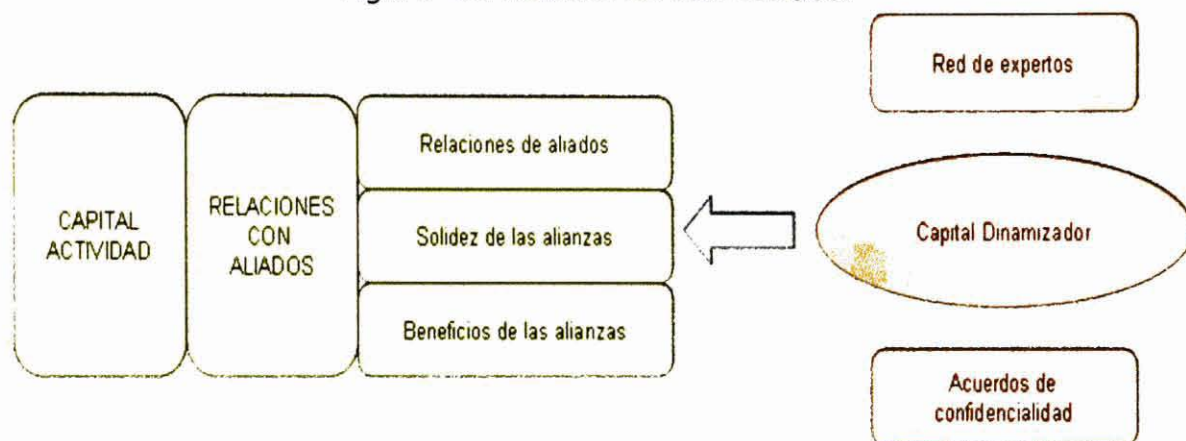 Red de expertos
CAPITAL
ACTIVIDAD
RELACIONES
CON
ALIADOS
Relaciones de aliados
Solidez de las alianzas
Beneficios de las alianzas
Capital Dinamizador
Acuerdos de
confidencialidad